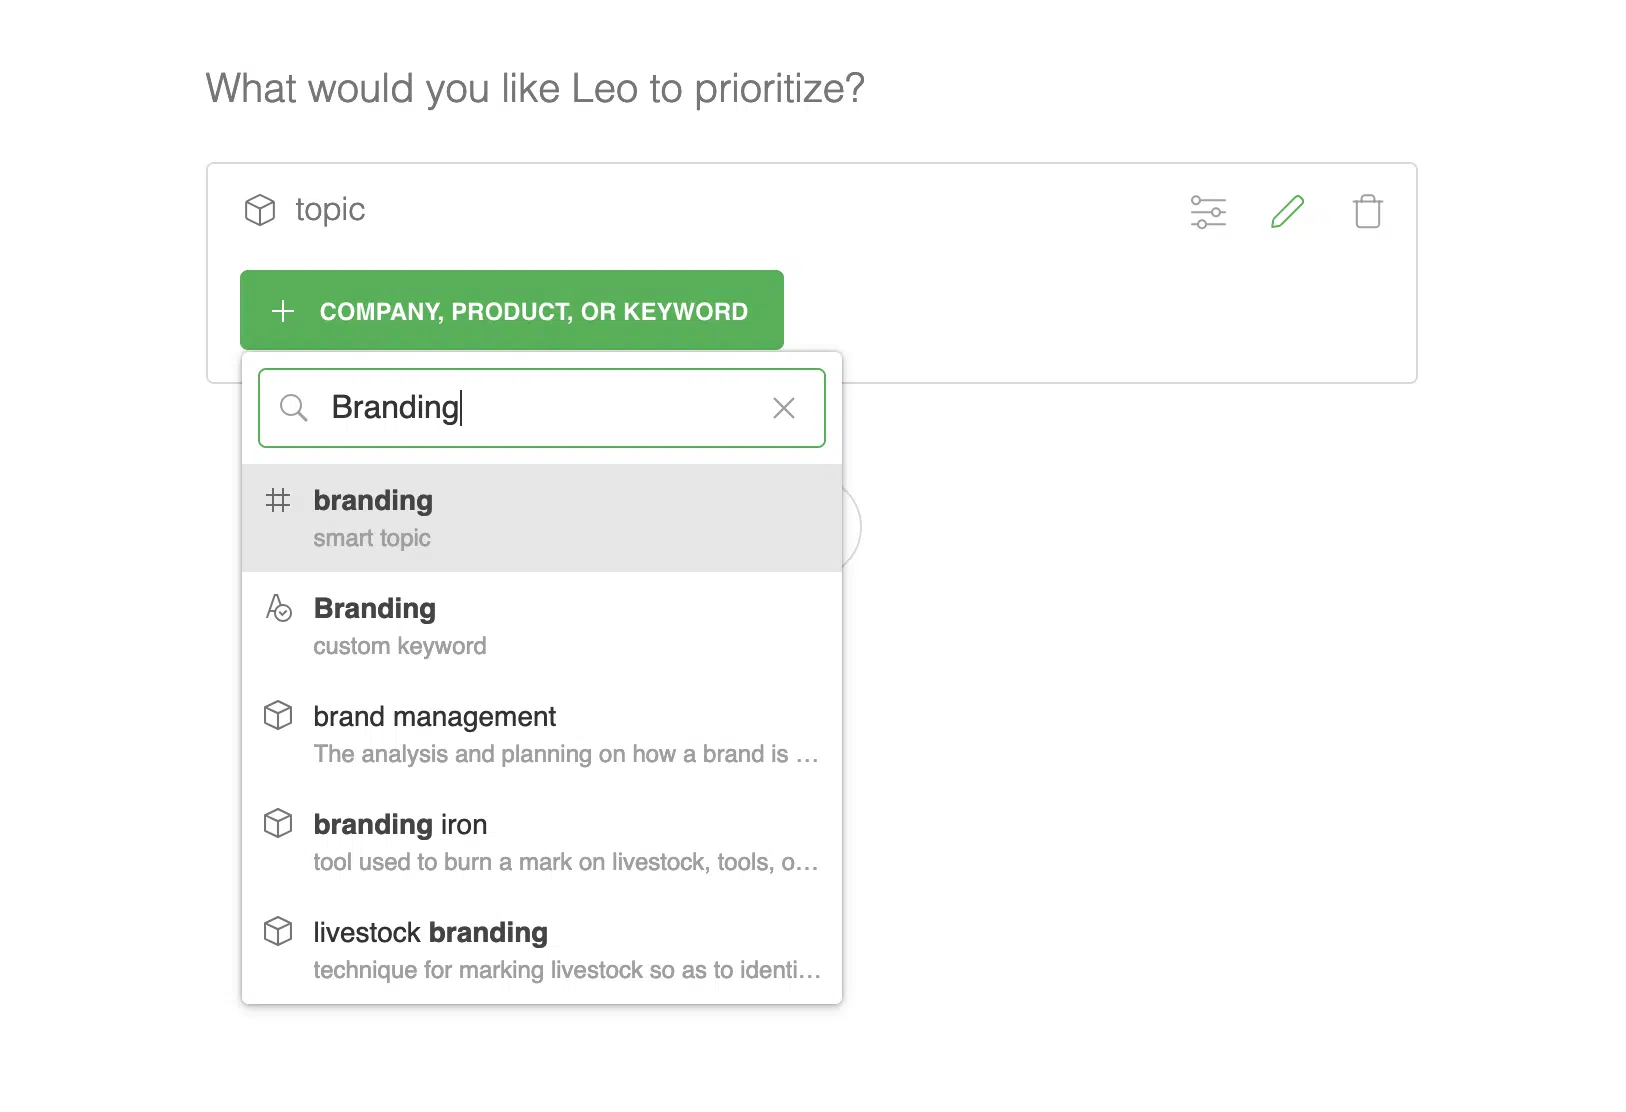 What would you like Leo to prioritize?
topic
COMPANY, PRODUCT, OR KEYWORD
Branding
branding
smart topic
Branding
custom keyword
brand management
The analysis and planning on how a brand is ...
branding iron
tool used to burn a mark on livestock, tools, o...
livestock branding
technique for marking livestock so as to identi...